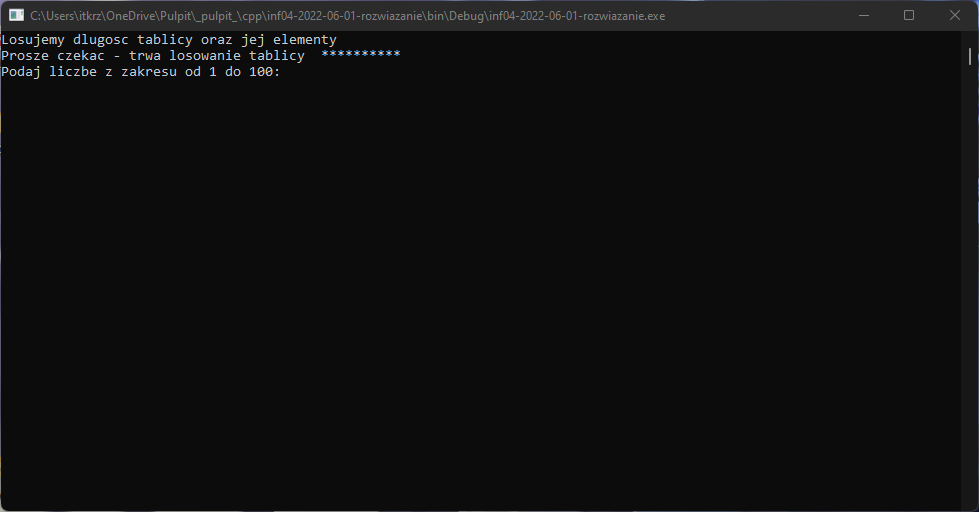 C:\Users\itkrz\OneDrive\Pulpit\_pulpit_\cpp\inf04-2022-06-01-rozwiazanie\bin\Debug\inf04-2022-06-01-rozwiazanie.exe
Losujemy dlugosc tablicy oraz jej elementy
Prosze czekac - trwa losowanie tablicy  **********
Podaj liczbe z zakresu od 1 do 100: